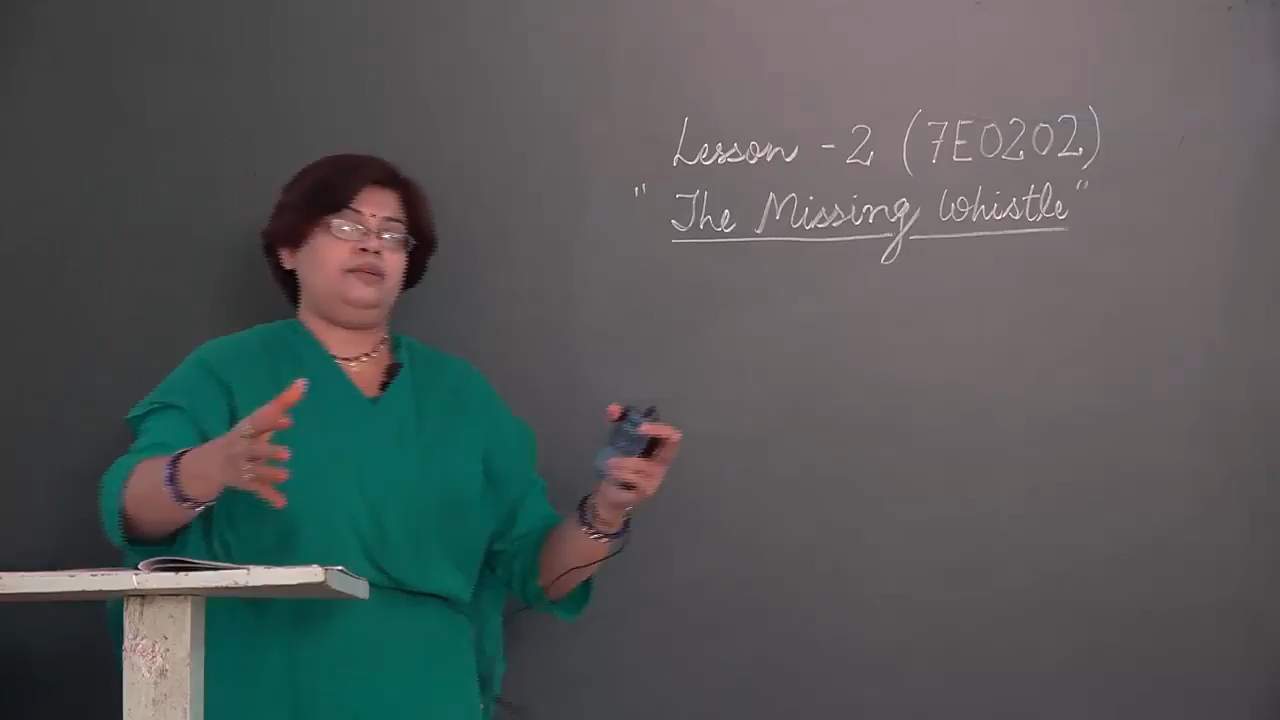 Lesson - 2 (7E0202)
" The Missing Whistle "